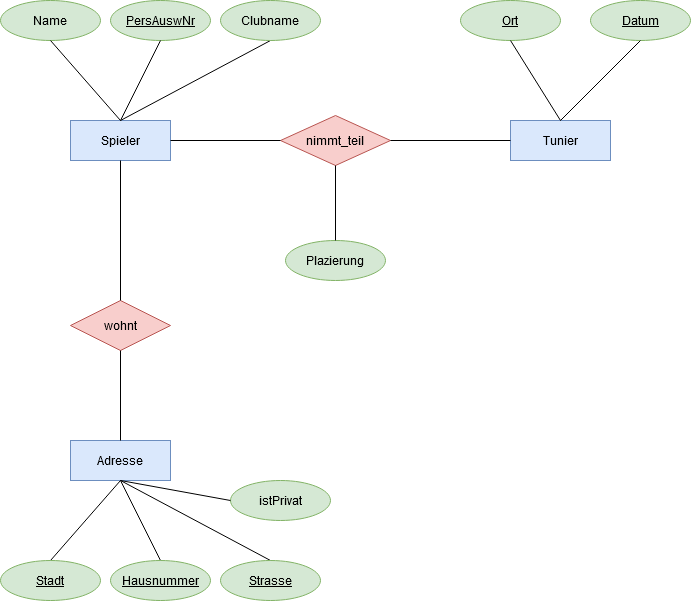 Name
PersAuswNr
Clubname
Ort
Datum
Spieler
nimmt_teil
Tunier
Plazierung
wohnt
Adresse
istPrivat
Stadt
Hausnummer
Strasse